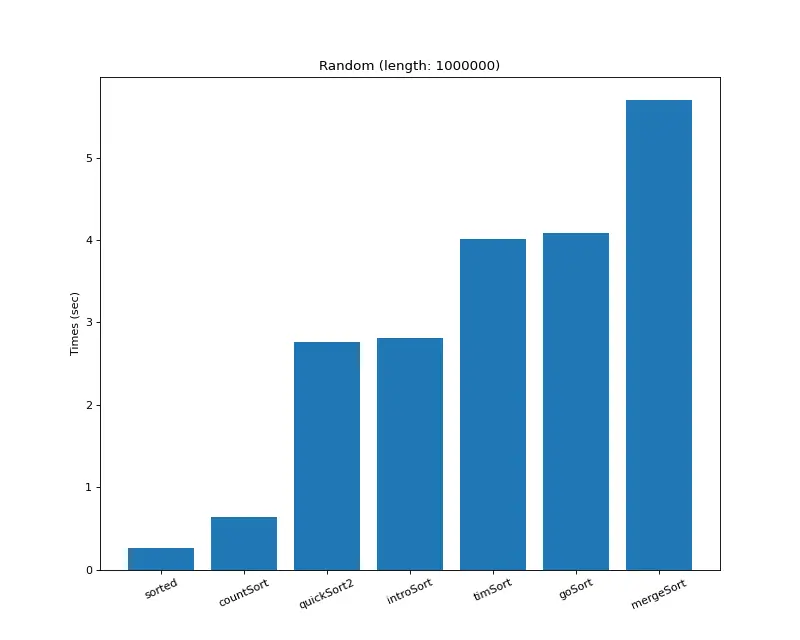 Random (length: 1000000)
Times (sec)
5
4
3
2
1
0
sorted
countSort
quickSort2
introSort
timSort
goSort
mergeSort